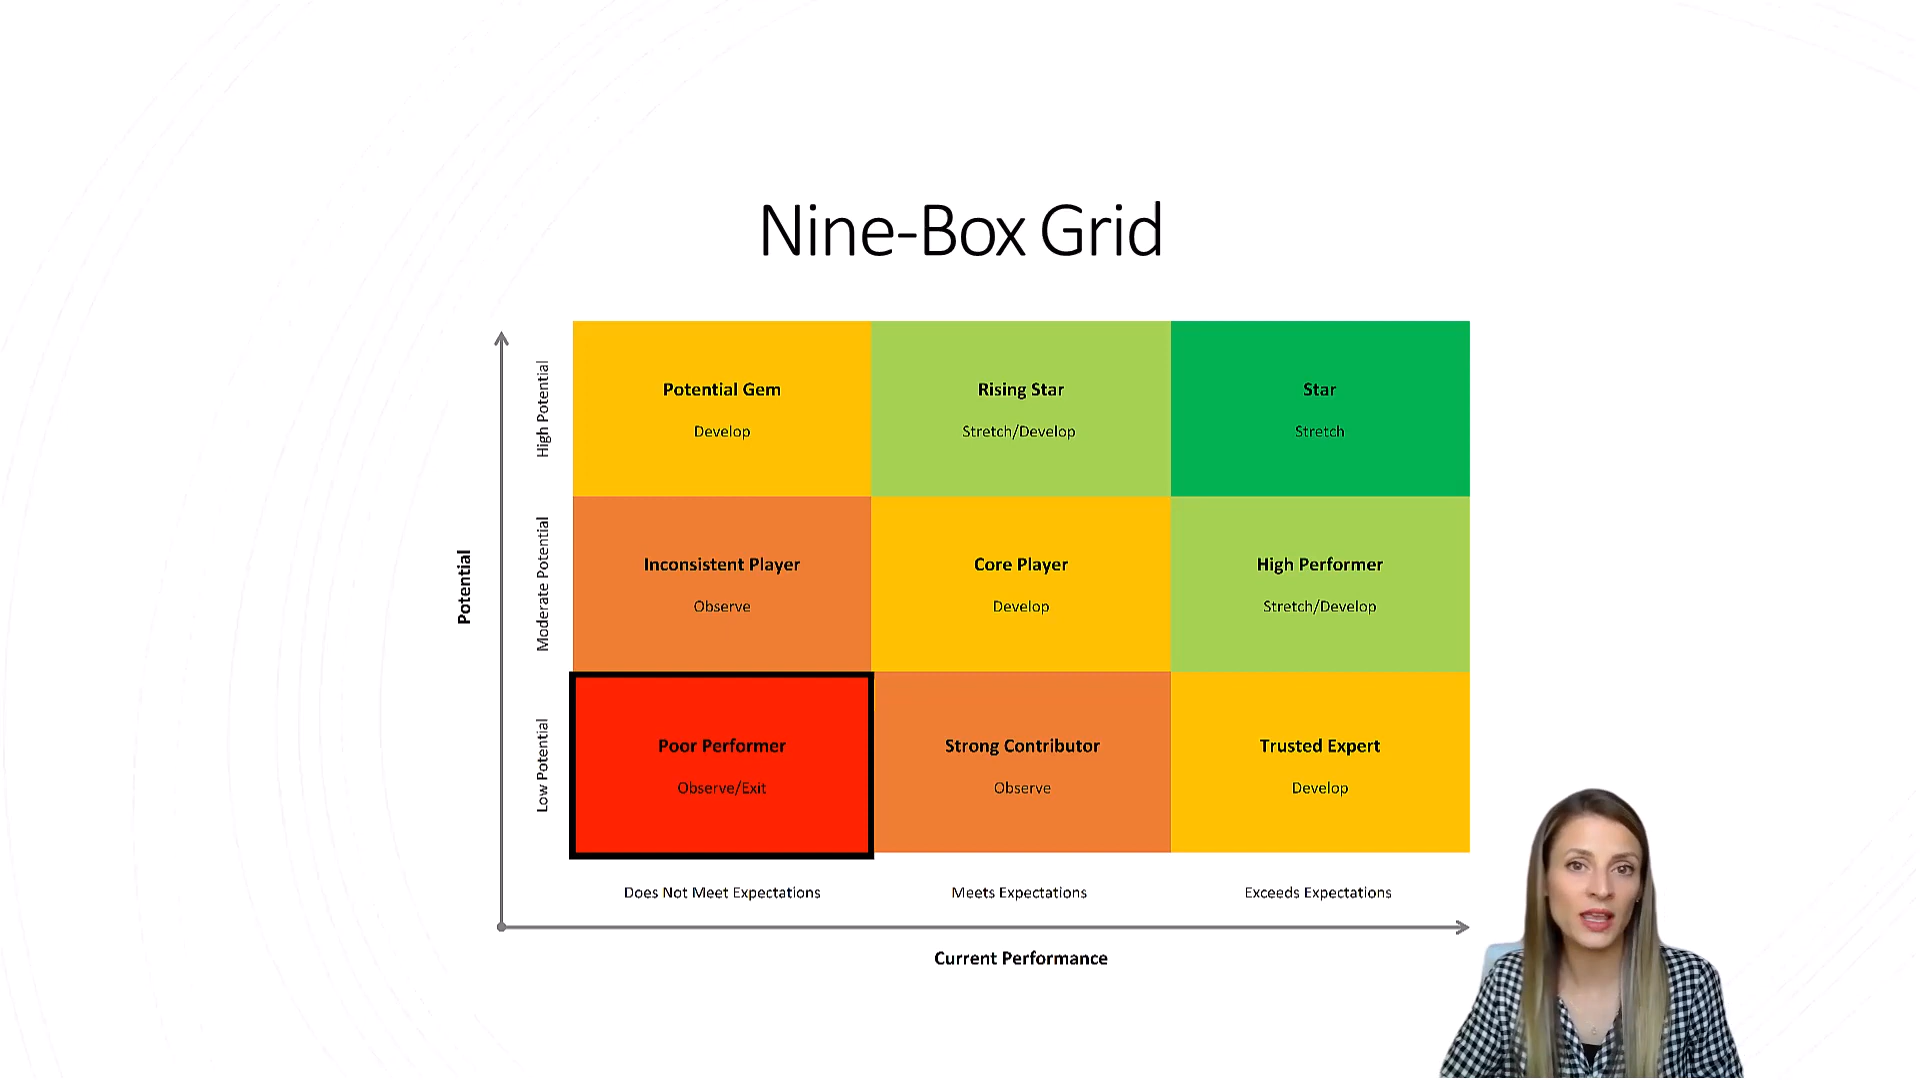 Nine-Box Grid
Potential
High Potential
Moderate Potential
Low Potential
Potential Gem
Develop
Rising Star
Stretch/Develop
Star
Stretch
Inconsistent Player
Observe
Core Player
Develop
High Performer
Stretch/Develop
Poor Performer
Observe/Exit
Strong Contributor
Observe
Trusted Expert
Develop
Does Not Meet Expectations
Meets Expectations
Exceeds Expectations
Current Performance